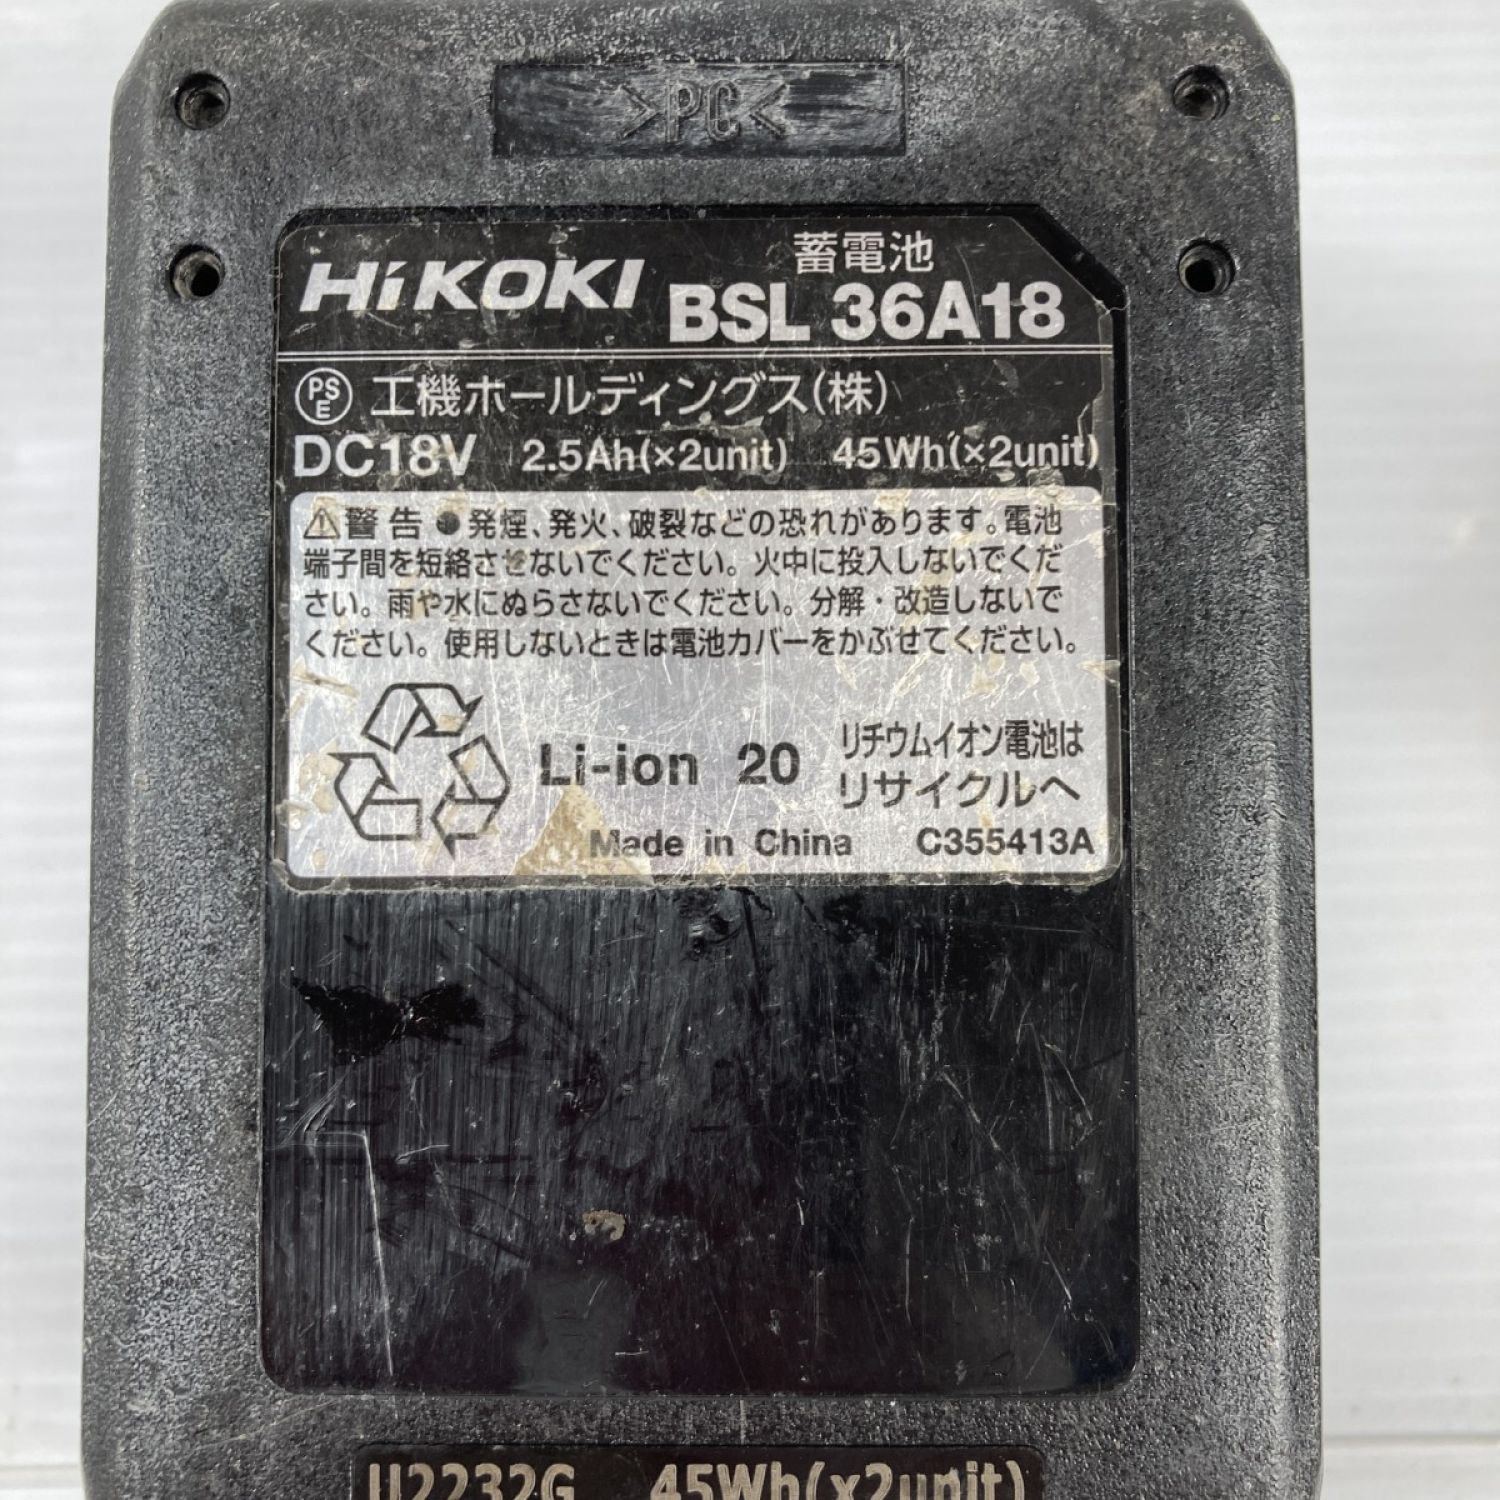 >PC<
HiKOKI
蓄電池
BSL 36A18
PSE 工機ホールディングス(株)
DC18V 2.5Ah(×2unit) 45Wh(×2unit)
⚠警告 ●発煙、発火、破裂などの恐れがあります。電池
端子間を短絡させないでください。火中に投入しないでくだ
さい。雨や水にぬらさないでください。分解・改造しないで
ください。使用しないときは電池カバーをかぶせてください。
Li-ion 20
リチウムイオン電池は
リサイクルへ
Made in China C355413A
U2232G 45Wh(x2unit)